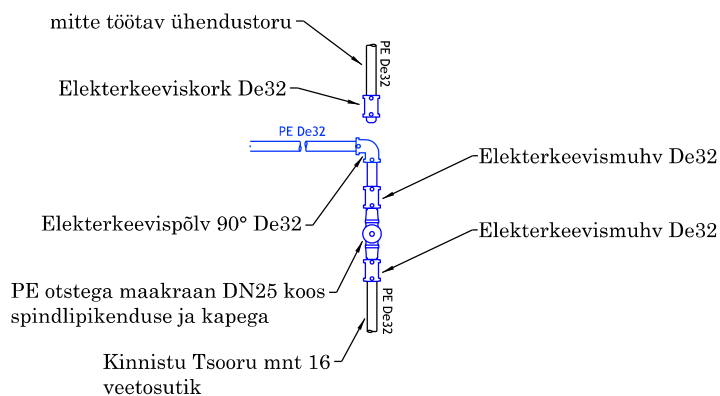 mitte töötav ühendustoru
PE De32
Elekterkeeviskork De32
PE De32
Elekterkeevismuhv De32
Elekterkeevispõlv 90° De32
Elekterkeevismuhv De32
PE otstega maakraan DN25 koos
spindlipikenduse ja kapega
PE De32
Kinnistu Tsooru mnt 16
veetosutik